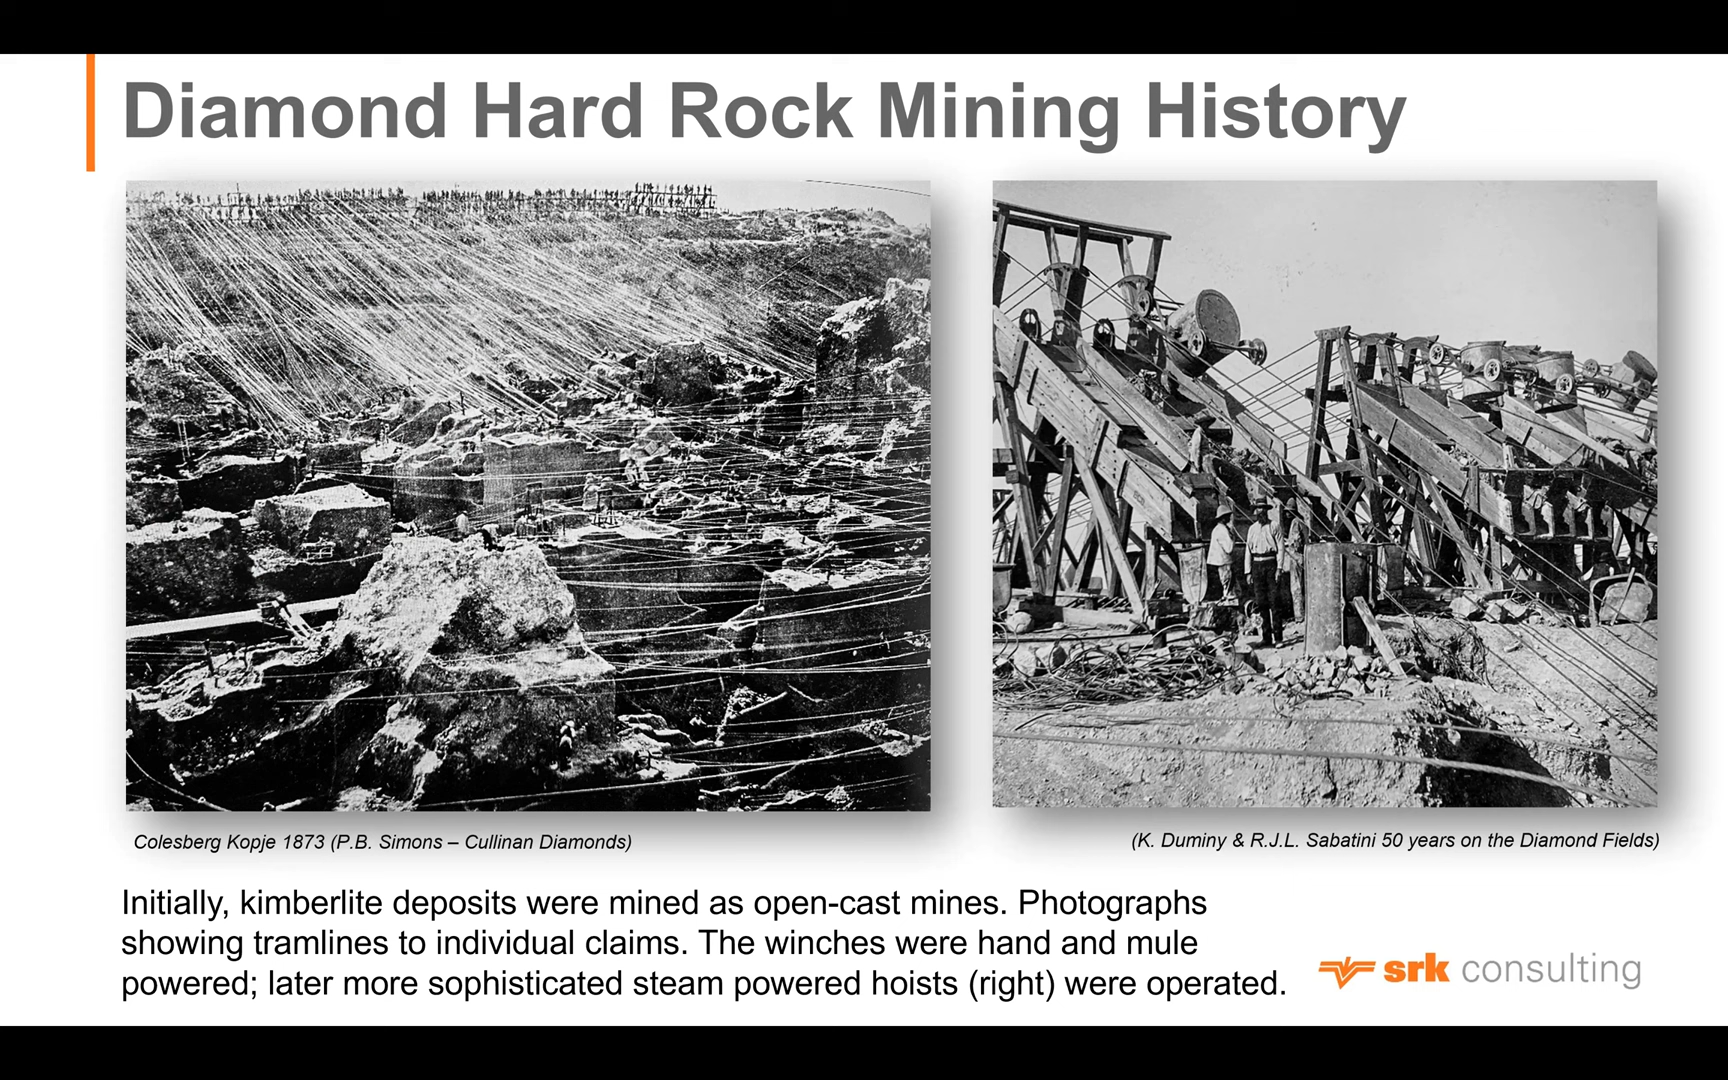 Diamond Hard Rock Mining History
Colesberg Kopje 1873 (P.B. Simons – Cullinan Diamonds)
(K. Duminy & R.J.L. Sabatini 50 years on the Diamond Fields)
Initially, kimberlite deposits were mined as open-cast mines. Photographs
showing tramlines to individual claims. The winches were hand and mule
powered; later more sophisticated steam powered hoists (right) were operated.
srk consulting